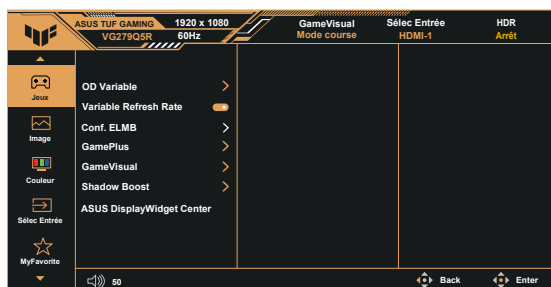 ASUS TUF GAMING 1920 x 1080 GameVisual Sélec Entrée HDR
VG279Q5R 60Hz Mode course HDMI-1 Arrêt
Jeux
Image
Couleur
Sélec Entrée
MyFavorite
OD Variable
Variable Refresh Rate
Conf. ELMB
GamePlus
GameVisual
Shadow Boost
ASUS DisplayWidget Center
50 Back Enter